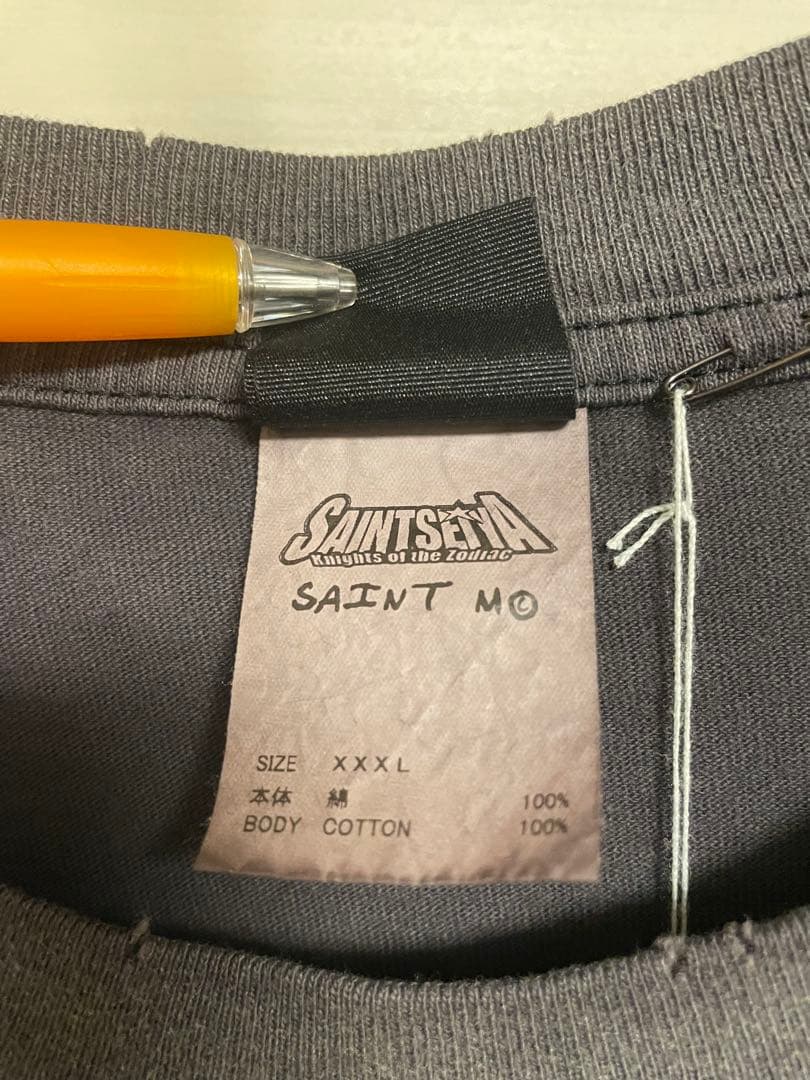 SAINTSEIYA
Knights of the Zodiac
SAINT M©
SIZE XXXL
本体 綿 100%
BODY COTTON 100%